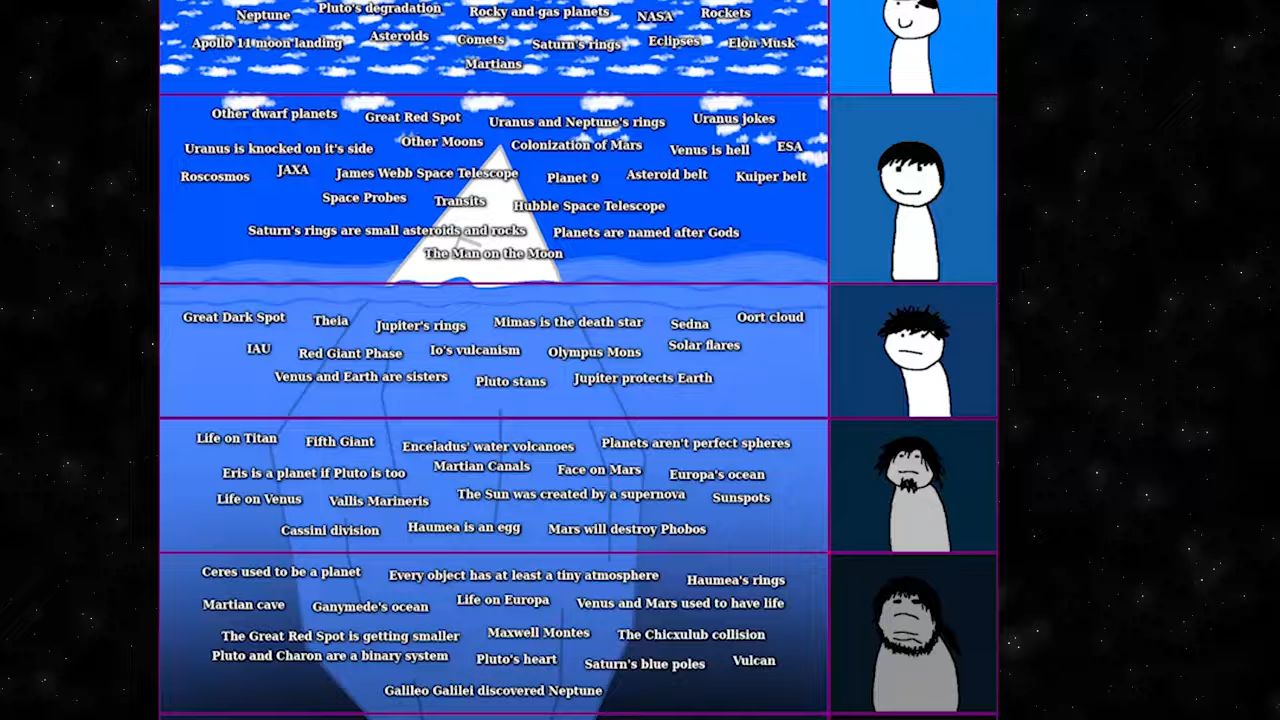 Neptune Pluto's degradation Rocky and gas planets NASA Rockets
Apollo 11 moon landing Asteroids Comets Saturn's rings Eclipses Elon Musk
Martians
Other dwarf planets Great Red Spot Uranus and Neptune's rings Uranus jokes
Uranus is knocked on it's side Other Moons Colonization of Mars Venus is hell ESA
Roscosmos JAXA James Webb Space Telescope Planet 9 Asteroid belt Kuiper belt
Space Probes Transits Hubble Space Telescope
Saturn's rings are small asteroids and rocks Planets are named after Gods
The Man on the Moon
Great Dark Spot Theia Jupiter's rings Mimas is the death star Sedna Oort cloud
IAU Red Giant Phase Io's vulcanism Olympus Mons Solar flares
Venus and Earth are sisters Pluto stans Jupiter protects Earth
Life on Titan Fifth Giant Enceladus' water volcanoes Planets aren't perfect spheres
Eris is a planet if Pluto is too Martian Canals Face on Mars Europa's ocean
Life on Venus Vallis Marineris The Sun was created by a supernova Sunspots
Cassini division Haumea is an egg Mars will destroy Phobos
Ceres used to be a planet Every object has at least a tiny atmosphere Haumea's rings
Martian cave Ganymede's ocean Life on Europa Venus and Mars used to have life
The Great Red Spot is getting smaller Maxwell Montes The Chicxulub collision
Pluto and Charon are a binary system Pluto's heart Saturn's blue poles Vulcan
Galileo Galilei discovered Neptune